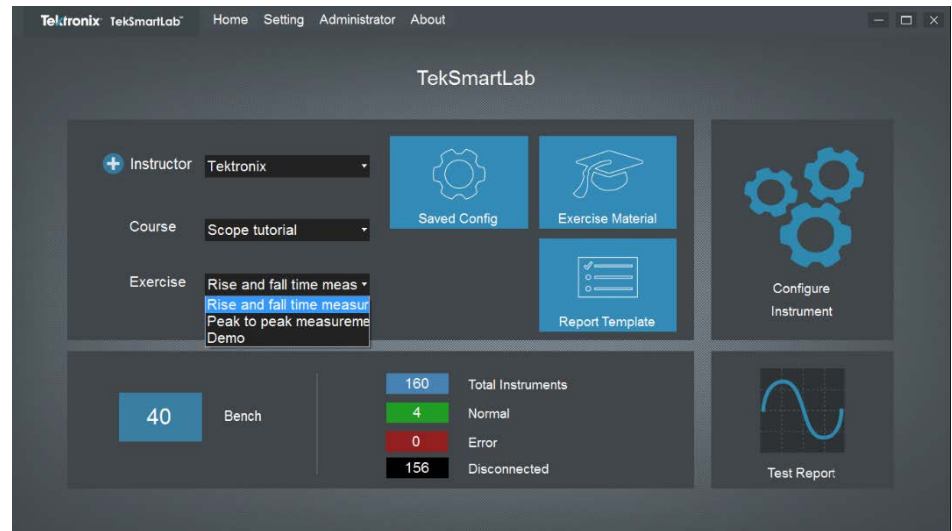 Tektronix TekSmartLab™ Home Setting Administrator About
TekSmartLab
Instructor Tektronix
Course Scope tutorial
Exercise Rise and fall time meas
Rise and fall time measur
Peak to peak measureme
Demo
Saved Config
Exercise Material
Report Template
Configure
Instrument
40 Bench
160 Total Instruments
4 Normal
0 Error
156 Disconnected
Test Report